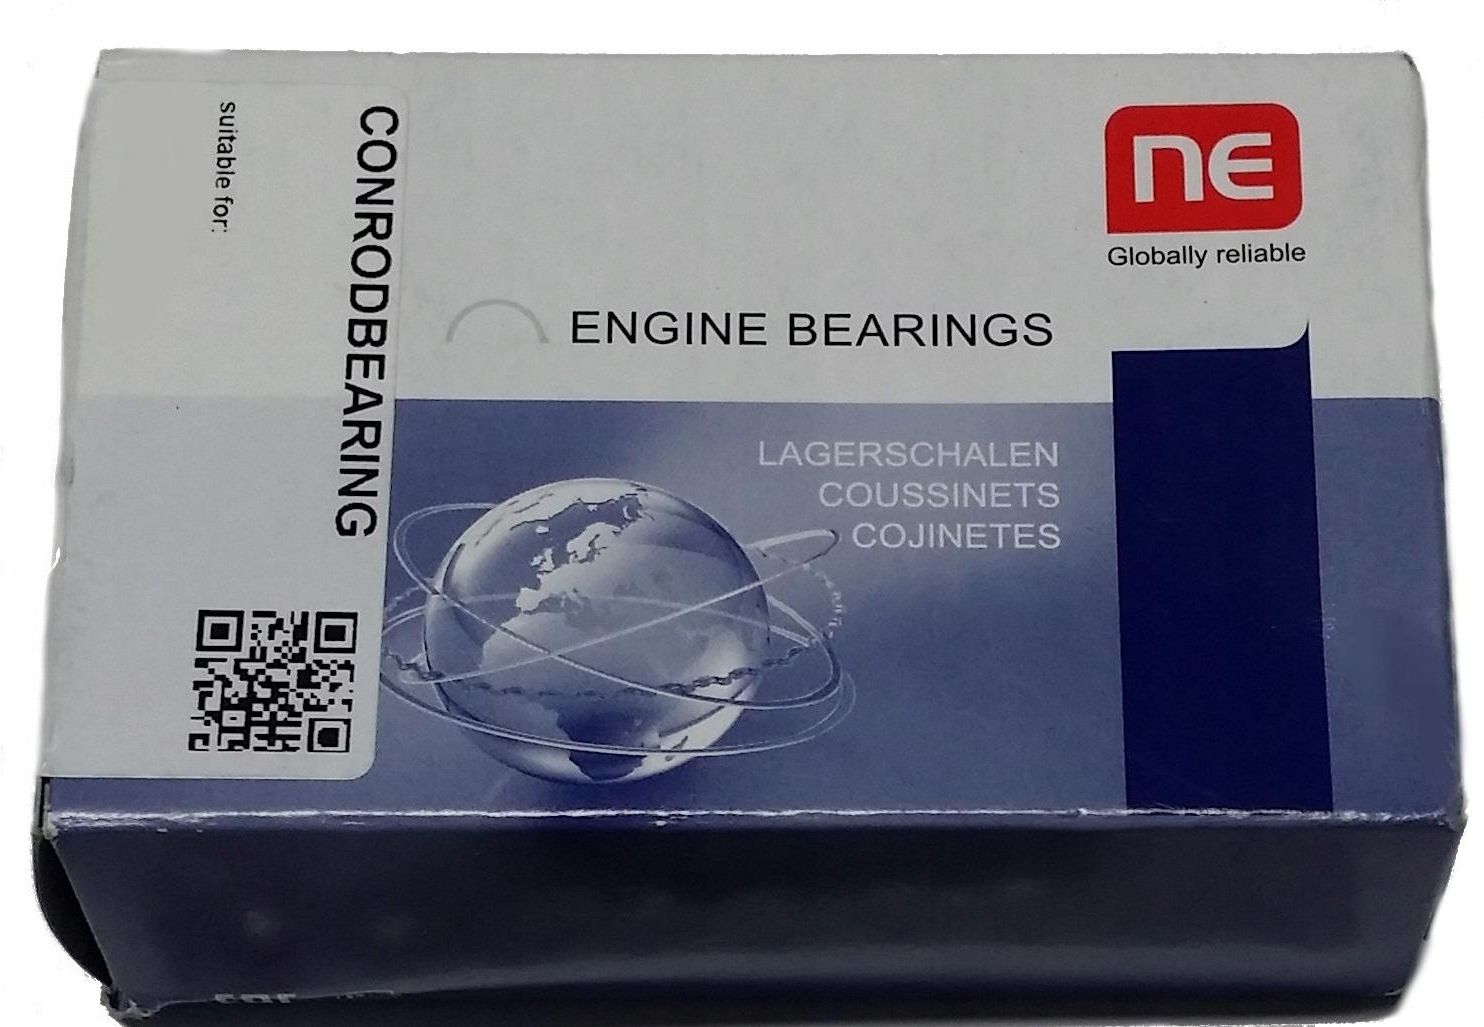 suitable for:
CONRODBEARING
ne
Globally reliable
ENGINE BEARINGS
LAGERSCHALEN
COUSSINETS
COJINETES